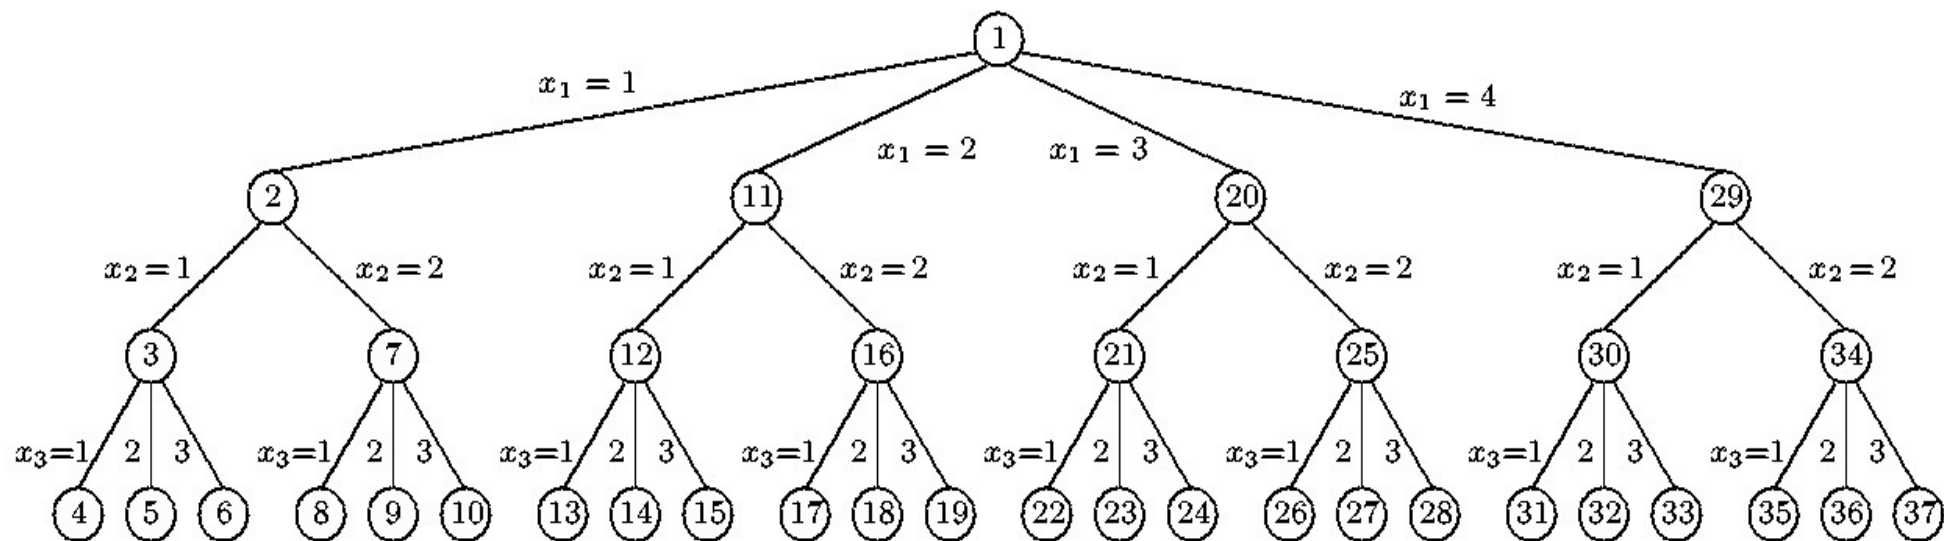 1
x₁ = 1
x₁ = 4
x₁ = 2 x₁ = 3
2 11 20 29
x₂ = 1 x₂ = 2 x₂ = 1 x₂ = 2 x₂ = 1 x₂ = 2 x₂ = 1 x₂ = 2
3 7 12 16 21 25 30 34
x₃=1 2 3 x₃=1 2 3 x₃=1 2 3 x₃=1 2 3 x₃=1 2 3 x₃=1 2 3 x₃=1 2 3 x₃=1 2 3
4 5 6 8 9 10 13 14 15 17 18 19 22 23 24 26 27 28 31 32 33 35 36 37